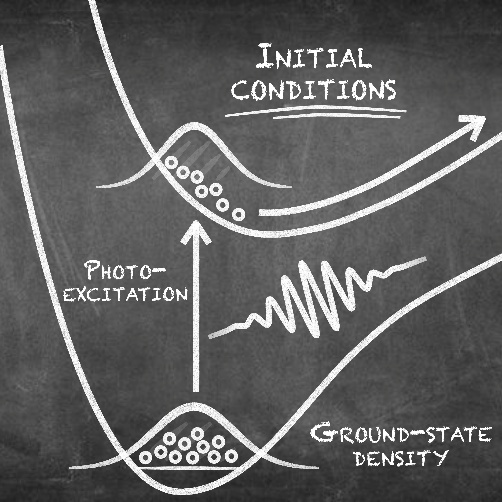 INITIAL
CONDITIONS
PHOTO-
EXCITATION
GROUND-STATE
DENSITY